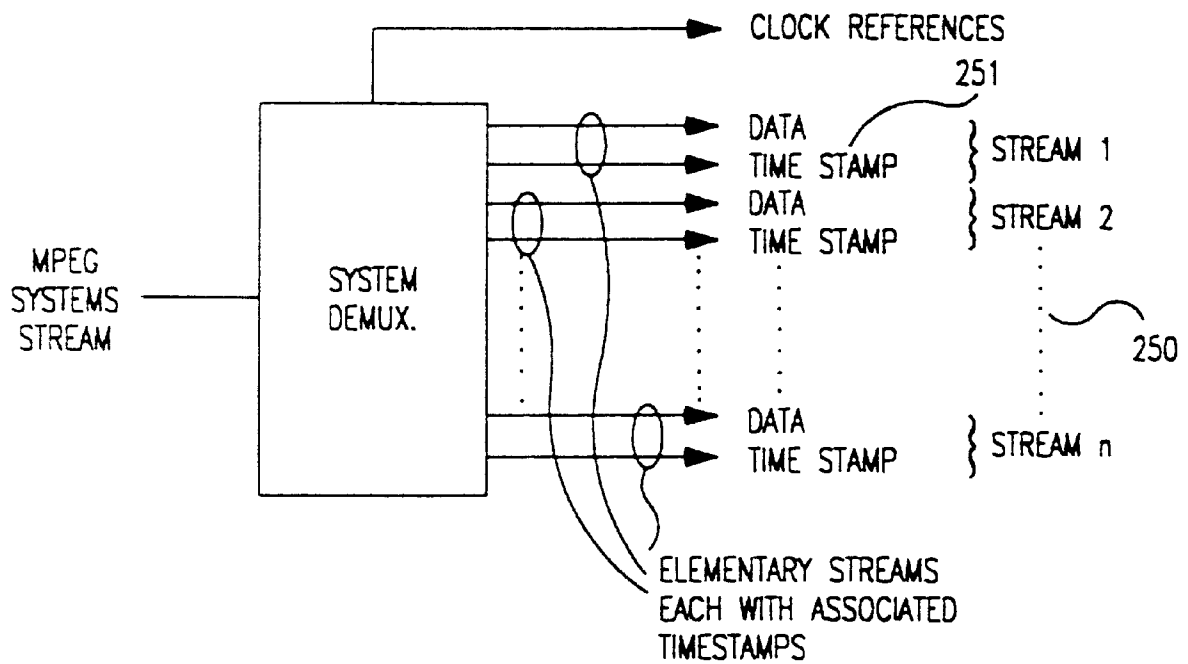 CLOCK REFERENCES
251
DATA
TIME STAMP
STREAM 1
DATA
TIME STAMP
STREAM 2
MPEG
SYSTEMS
STREAM
SYSTEM
DEMUX.
250
DATA
TIME STAMP
STREAM n
ELEMENTARY STREAMS
EACH WITH ASSOCIATED
TIMESTAMPS